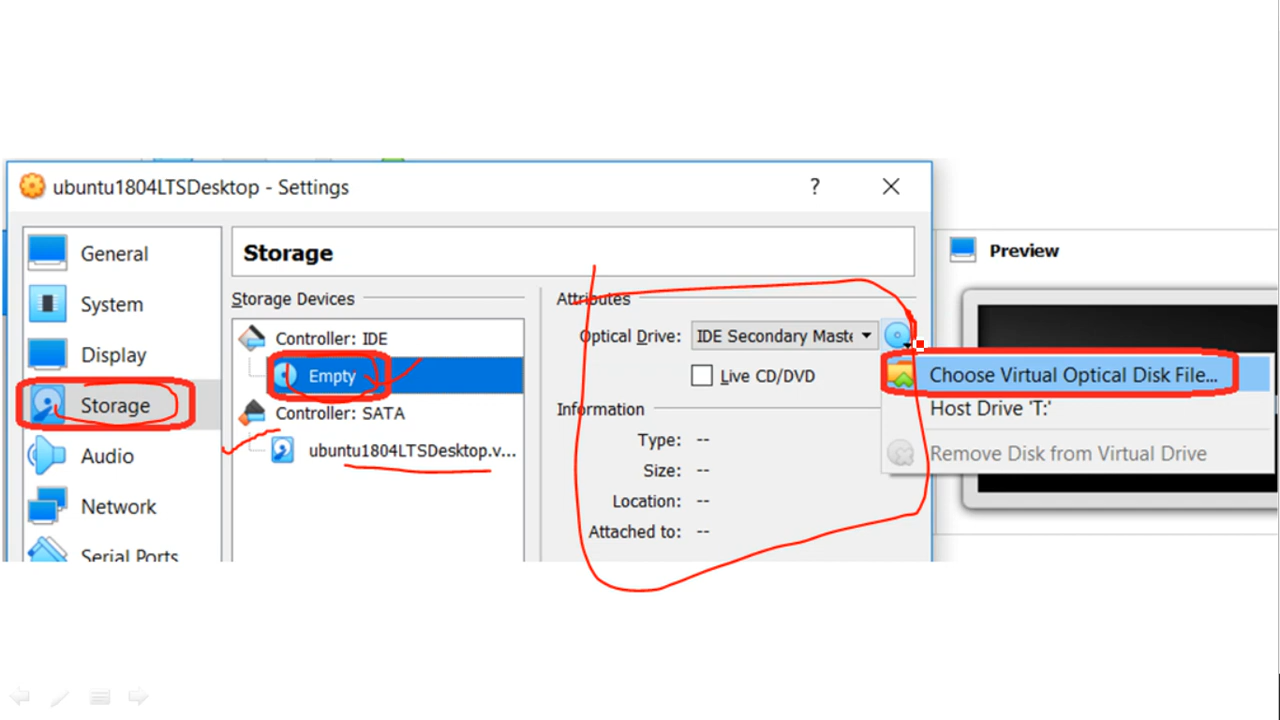 ubuntu1804LTSDesktop - Settings
?
General
System
Display
Storage
Audio
Network
Serial Ports
Storage
Storage Devices
Controller: IDE
Empty
Controller: SATA
ubuntu1804LTSDesktop.v...
Attributes
Optical Drive: IDE Secondary Maste
Live CD/DVD
Information
Type: --
Size: --
Location: --
Attached to: --
Preview
Choose Virtual Optical Disk File...
Host Drive 'T:'
Remove Disk from Virtual Drive